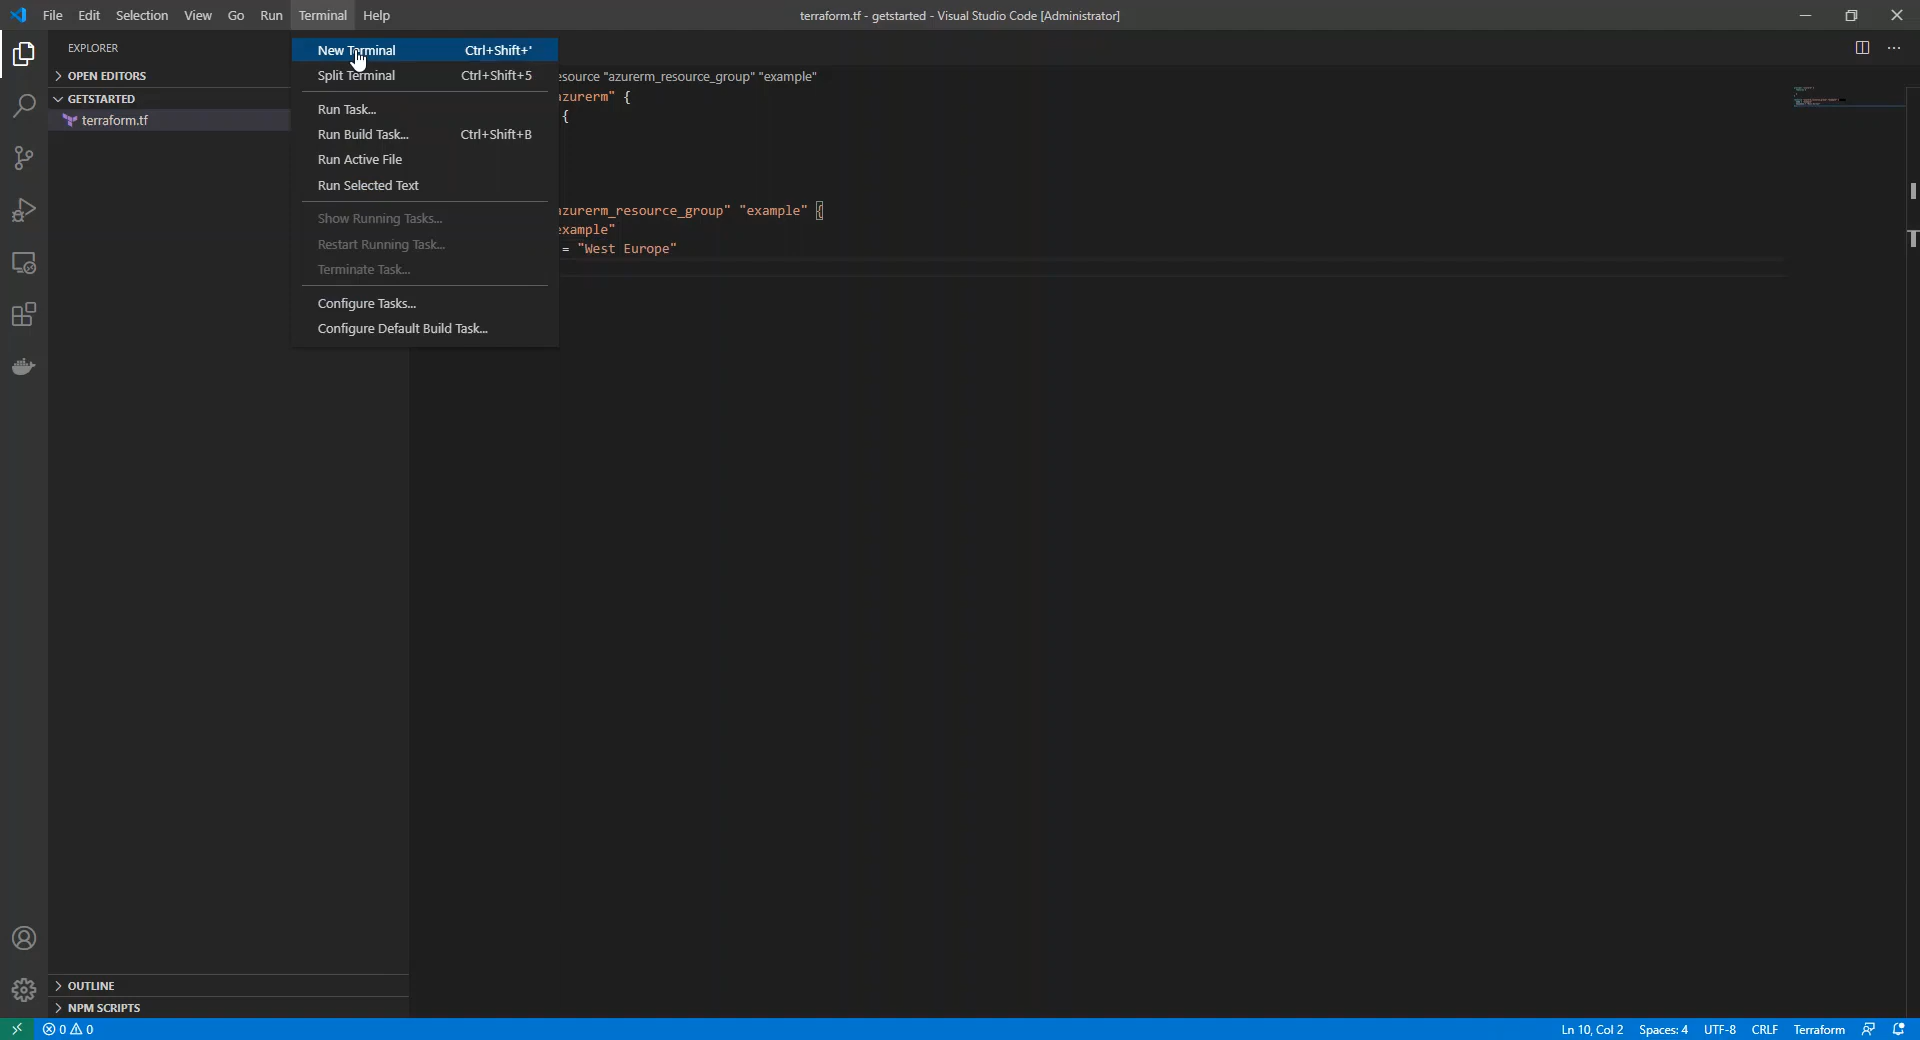 File Edit Selection View Go Run Terminal Help
terraform.tf - getstarted - Visual Studio Code [Administrator]
EXPLORER
OPEN EDITORS
GETSTARTED
terraform.tf
New Terminal Ctrl+Shift+'
Split Terminal Ctrl+Shift+5
Run Task...
Run Build Task... Ctrl+Shift+B
Run Active File
Run Selected Text
Show Running Tasks...
Restart Running Task...
Terminate Task...
Configure Tasks...
Configure Default Build Task...
esource "azurerm_resource_group" "example"
azurerm" {
{
azurerm_resource_group" "example" {
example"
= "West Europe"
OUTLINE
NPM SCRIPTS
0 0
Ln 10, Col 2 Spaces: 4 UTF-8 CRLF Terraform